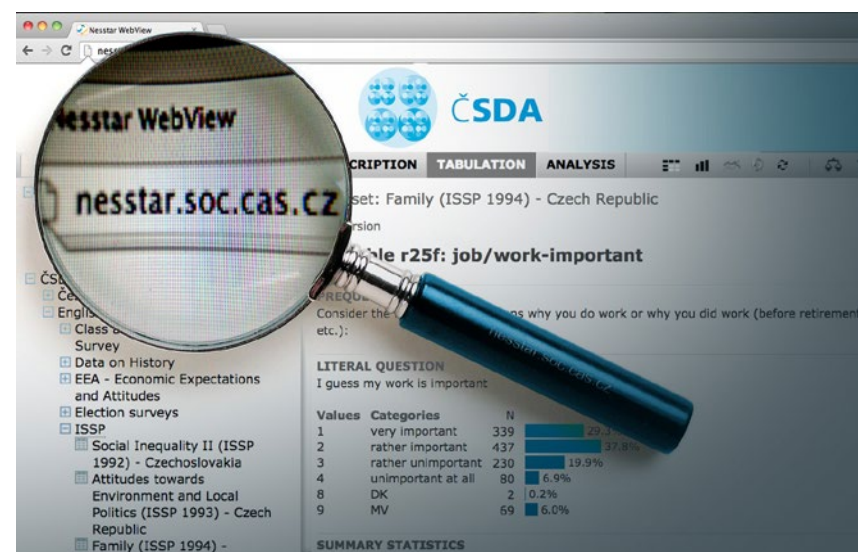 Nesstar WebView
Nesstar WebView
nesstar.soc.cas.cz
ČSDA
TABULATION
ANALYSIS
Family (ISSP 1994) - Czech Republic
r25f: job/work-important
Consider the
why you do work or why you did work (before retirement
etc.):
LITERAL QUESTION
I guess my work is important
Values Categories N
1 very important 339 29.3%
2 rather important 437 37.8%
3 rather unimportant 230 19.9%
4 unimportant at all 80 6.9%
8 DK 2 0.2%
9 MV 69 6.0%
SUMMARY STATISTICS
nesstar.soc.cas.cz
Class
Survey
Data on History
EEA - Economic Expectations
and Attitudes
Election surveys
ISSP
Social Inequality II (ISSP
1992) - Czechoslovakia
Attitudes towards
Environment and Local
Politics (ISSP 1993) - Czech
Republic
Family (ISSP 1994) -